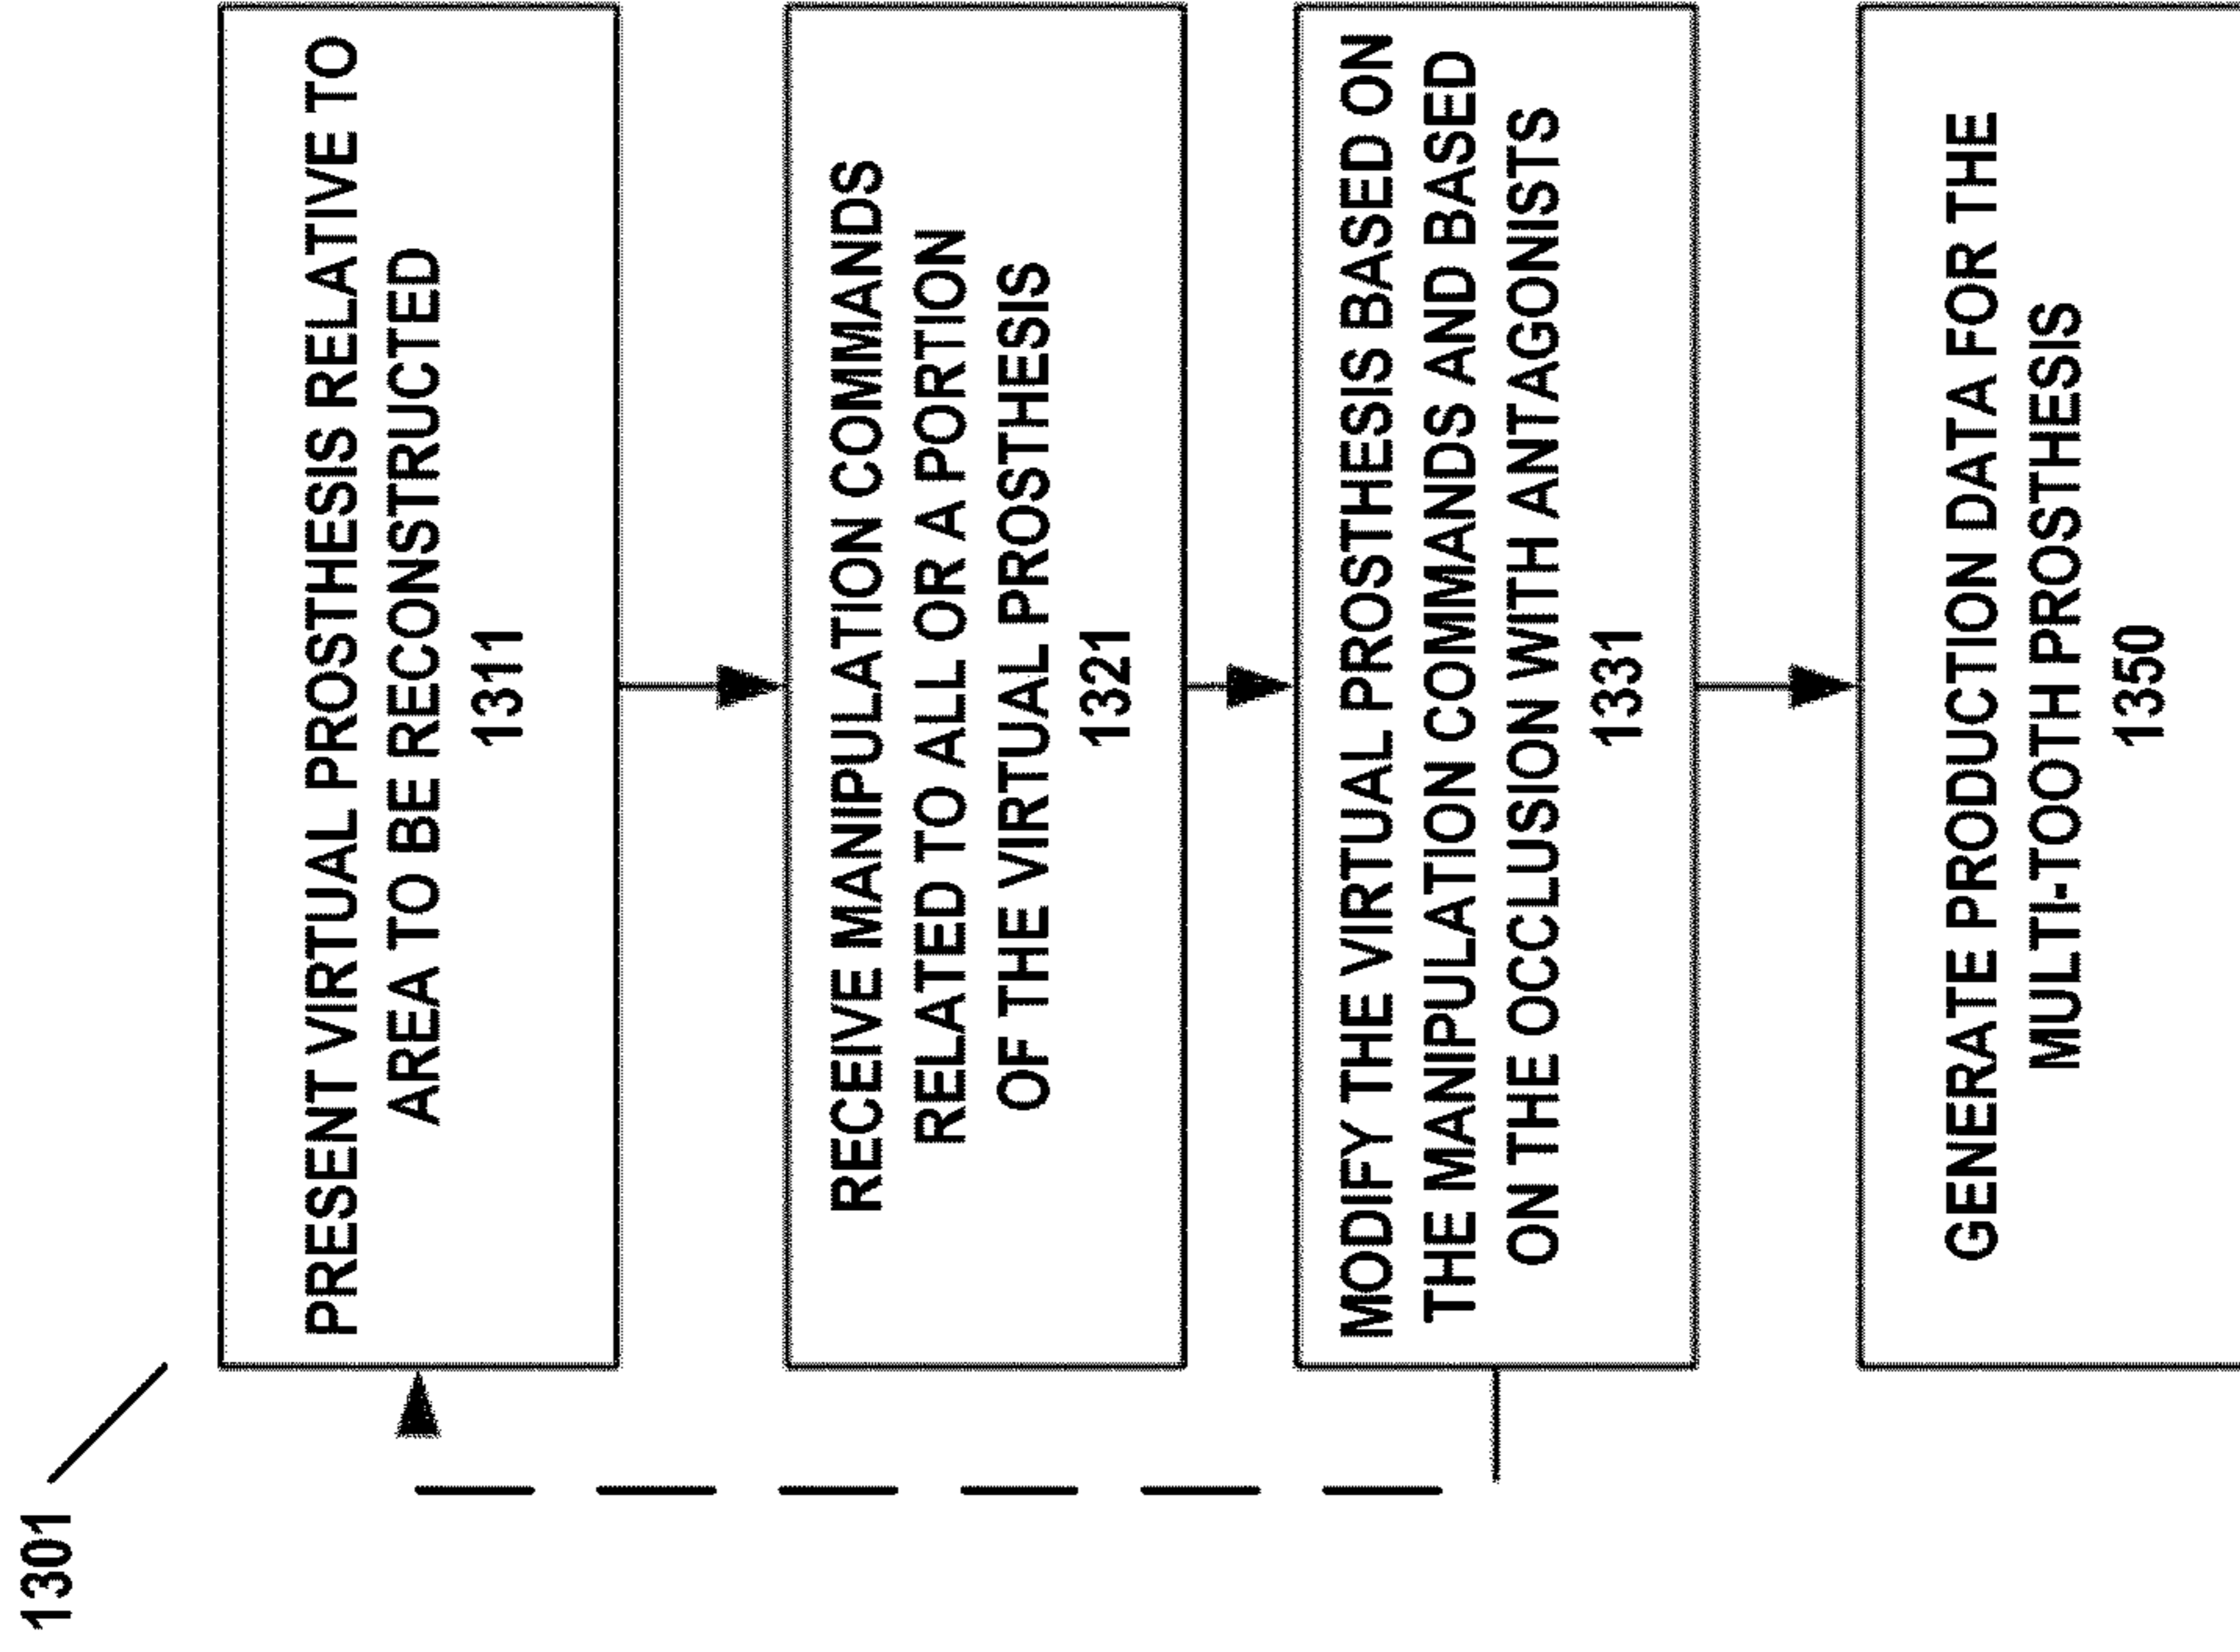 1301
PRESENT VIRTUAL PROSTHESIS RELATIVE TO
AREA TO BE RECONSTRUCTED
1311
RECEIVE MANIPULATION COMMANDS
RELATED TO ALL OR A PORTION
OF THE VIRTUAL PROSTHESIS
1321
MODIFY THE VIRTUAL PROSTHESIS BASED ON
THE MANIPULATION COMMANDS AND BASED
ON THE OCCLUSION WITH ANTAGONISTS
1331
GENERATE PRODUCTION DATA FOR THE
MULTI-TOOTH PROSTHESIS
1350